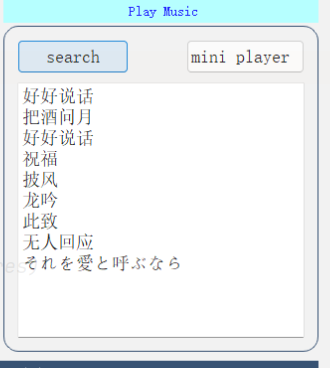 Play Music
search
mini player
好好说话
把酒问月
好好说话
祝福
披风
龙吟
此致
无人回应
それを愛と呼ぶなら